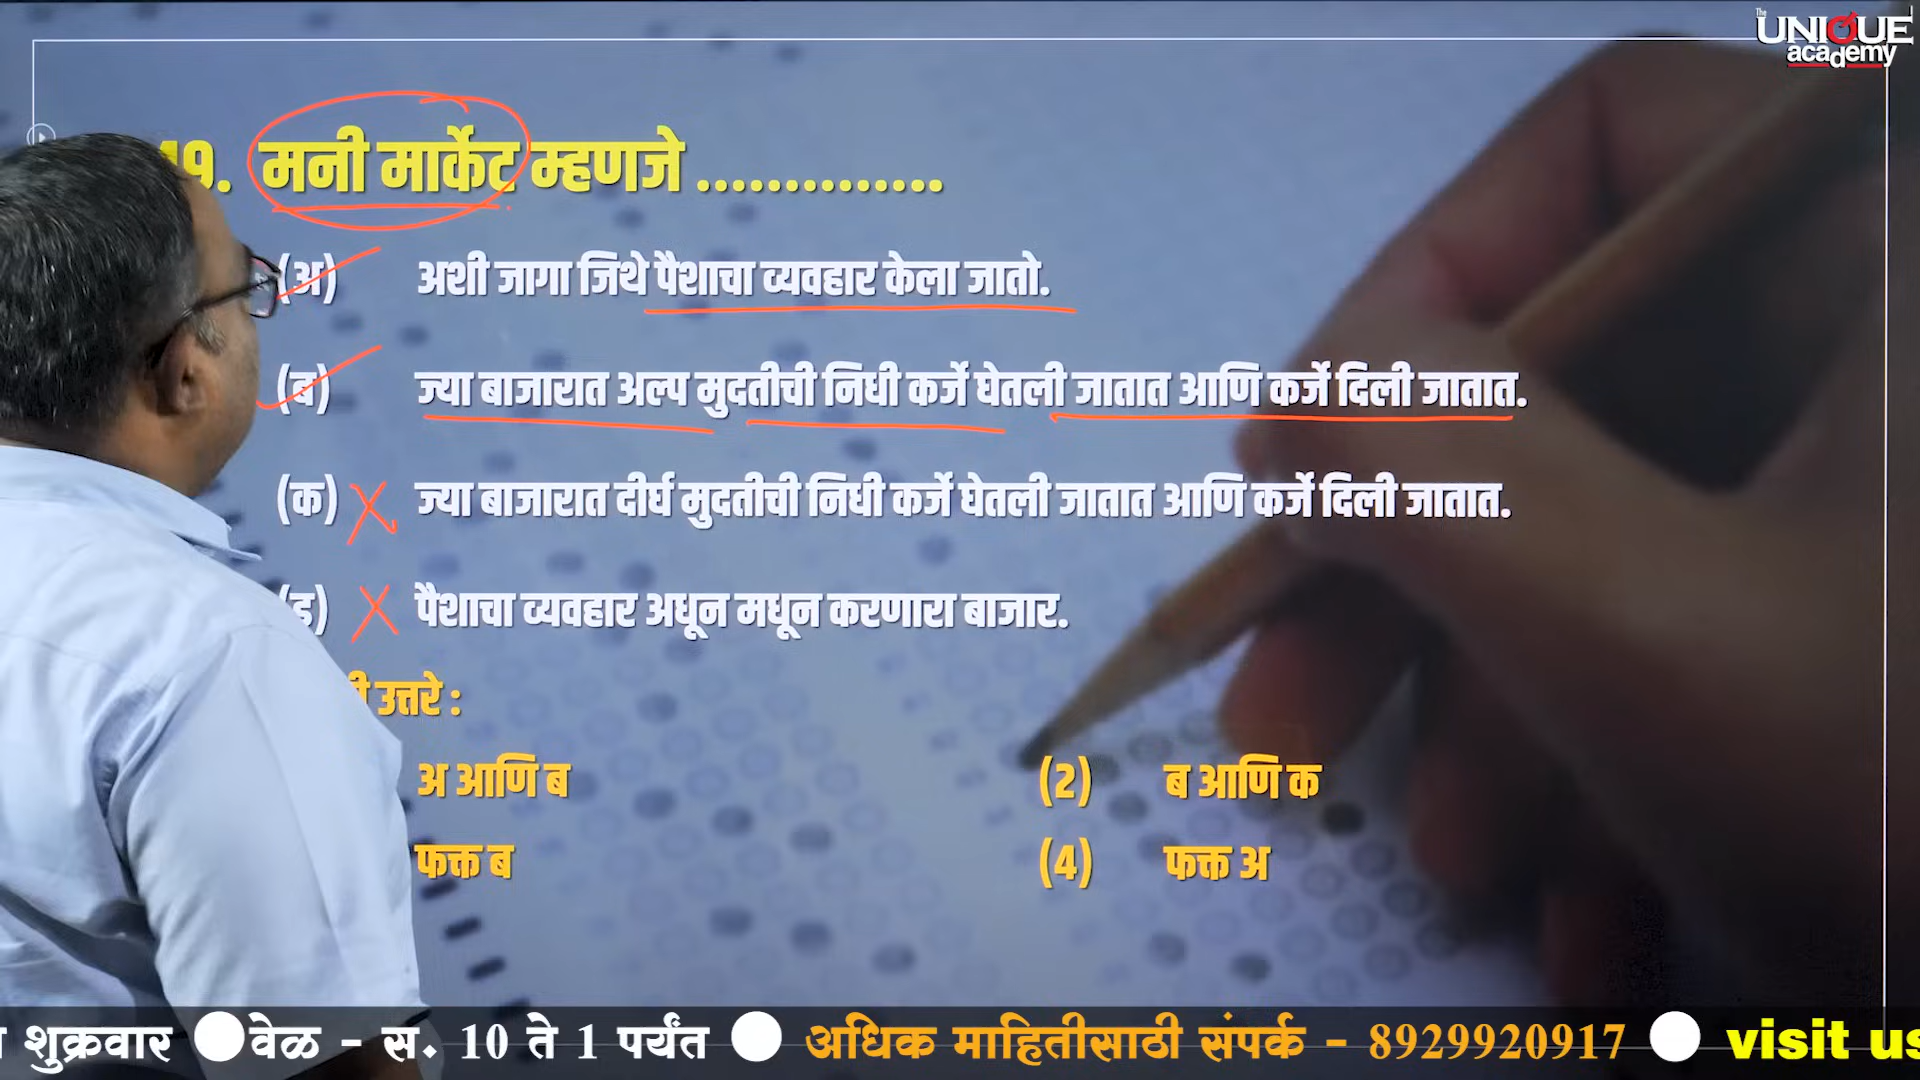 The UNIQUE academy
49. मनी मार्केट म्हणजे ..............
(अ) अशी जागा जिथे पैशाचा व्यवहार केला जातो.
(ब) ज्या बाजारात अल्प मुदतीची निधी कर्जे घेतली जातात आणि कर्जे दिली जातात.
(क) ज्या बाजारात दीर्घ मुदतीची निधी कर्जे घेतली जातात आणि कर्जे दिली जातात.
(ड) पैशाचा व्यवहार अधून मधून करणारा बाजार.
उत्तरे :
अ आणि ब (2) ब आणि क
फक्त ब (4) फक्त अ
शुक्रवार ●वेळ - स. 10 ते 1 पर्यंत ● अधिक माहितीसाठी संपर्क - 8929920917 ● visit us